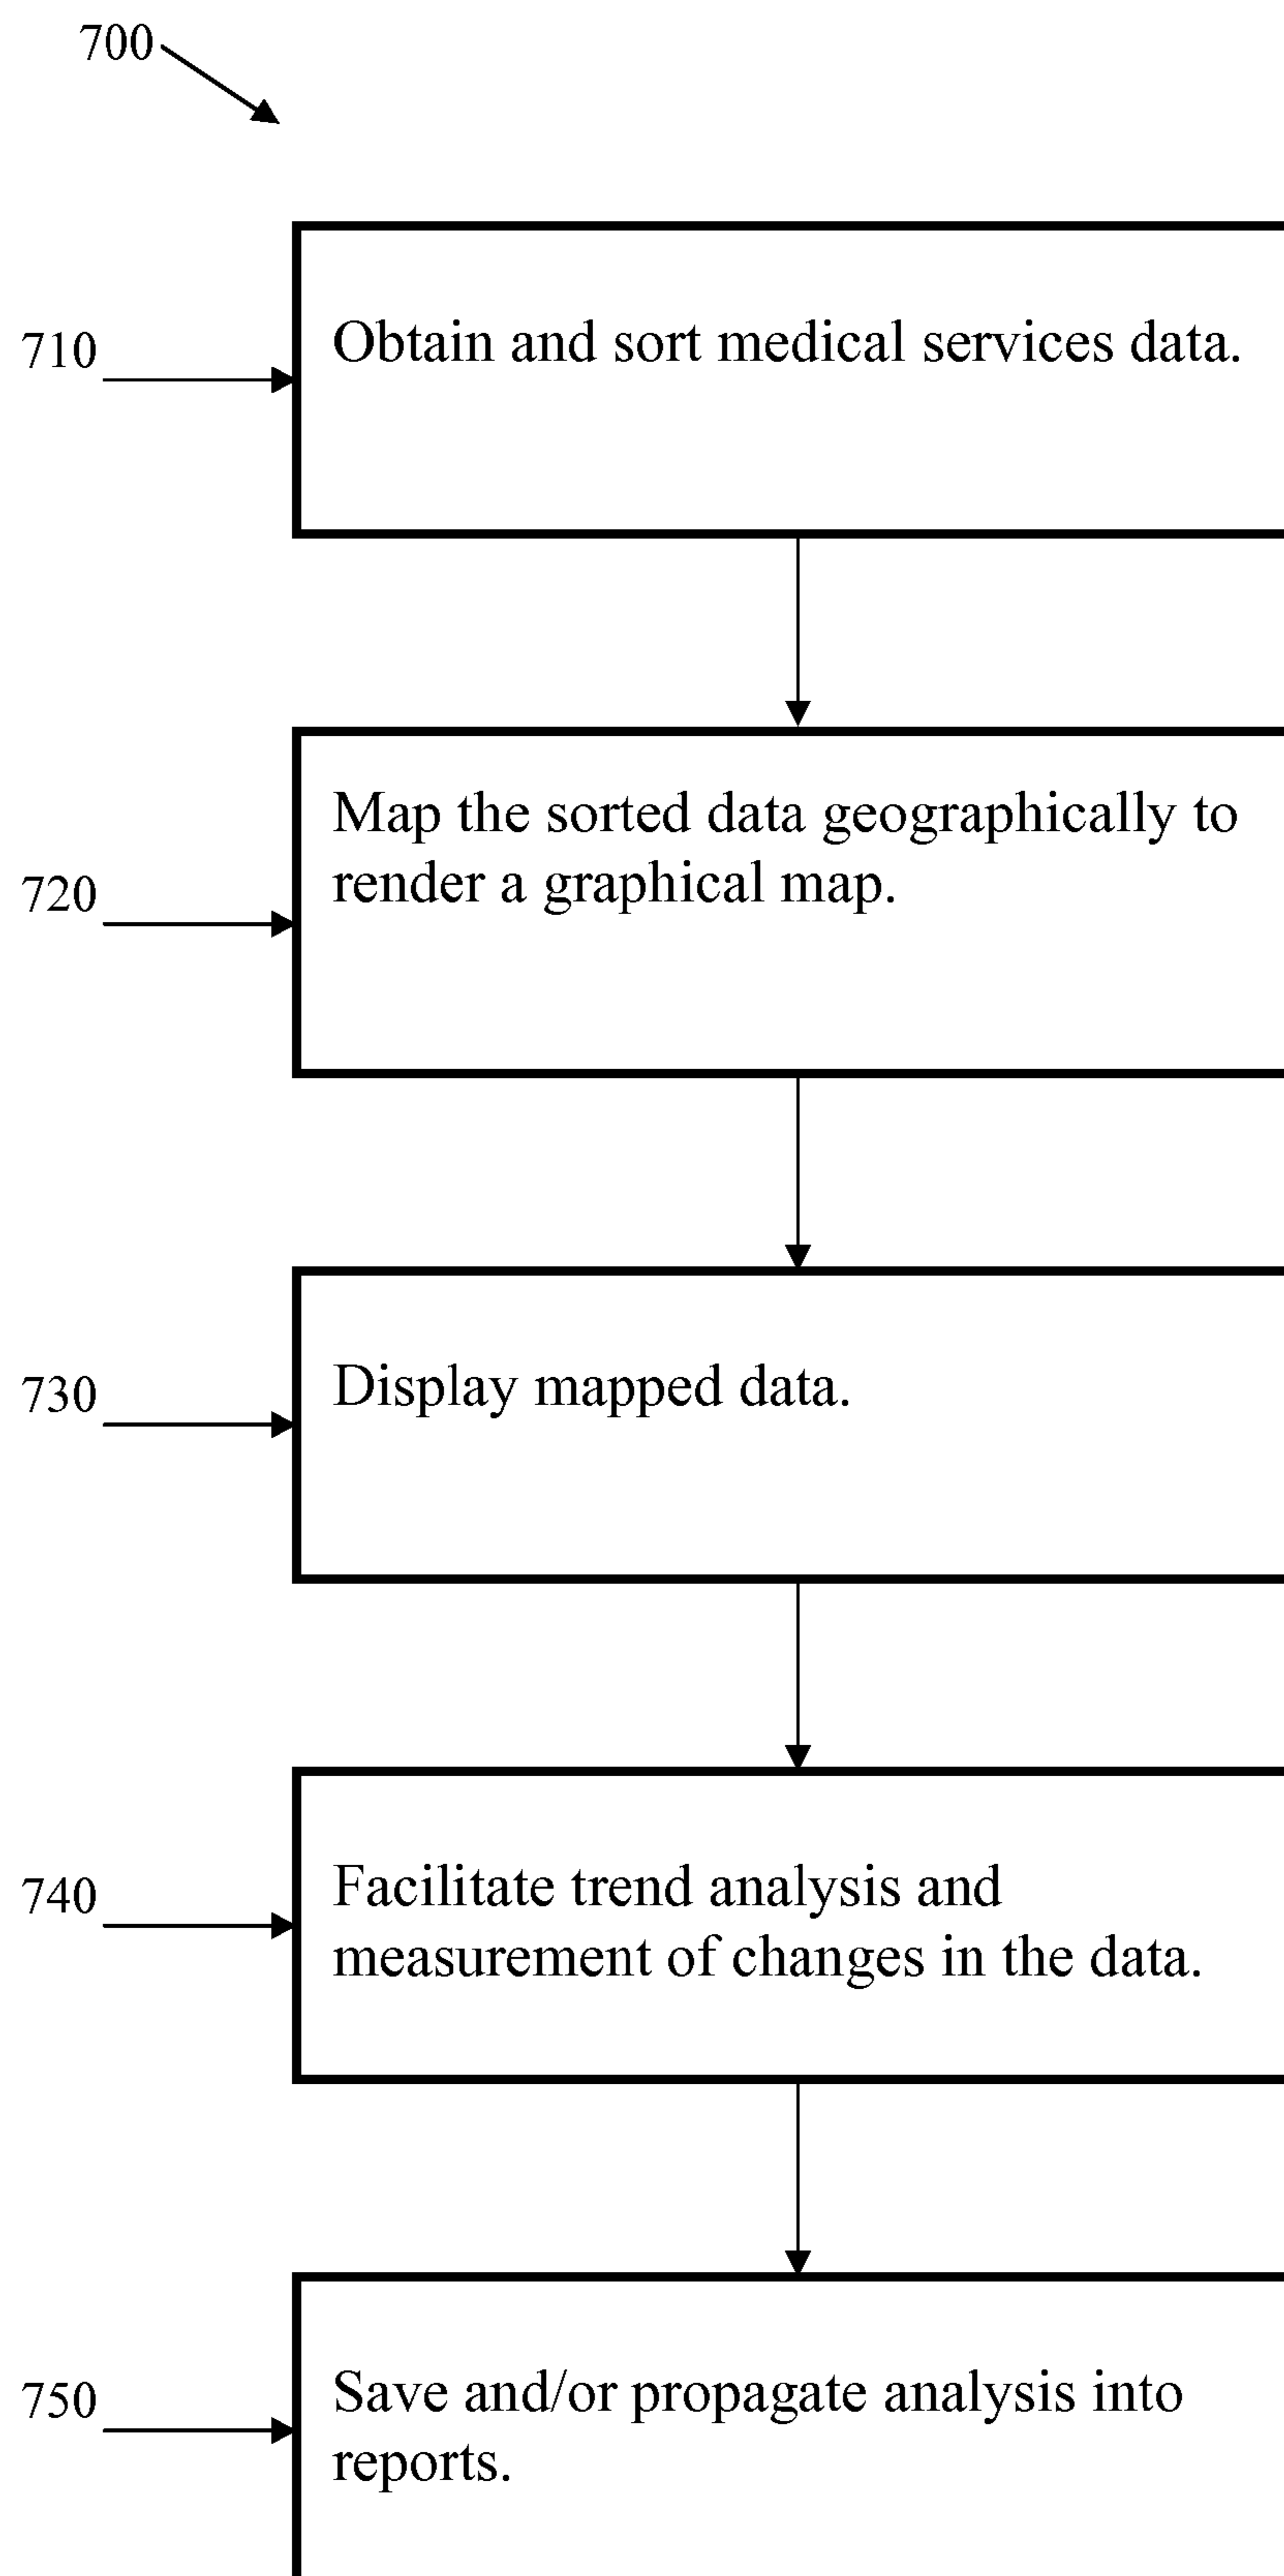 700
710
Obtain and sort medical services data.
720
Map the sorted data geographically to
render a graphical map.
730
Display mapped data.
740
Facilitate trend analysis and
measurement of changes in the data.
750
Save and/or propagate analysis into
reports.